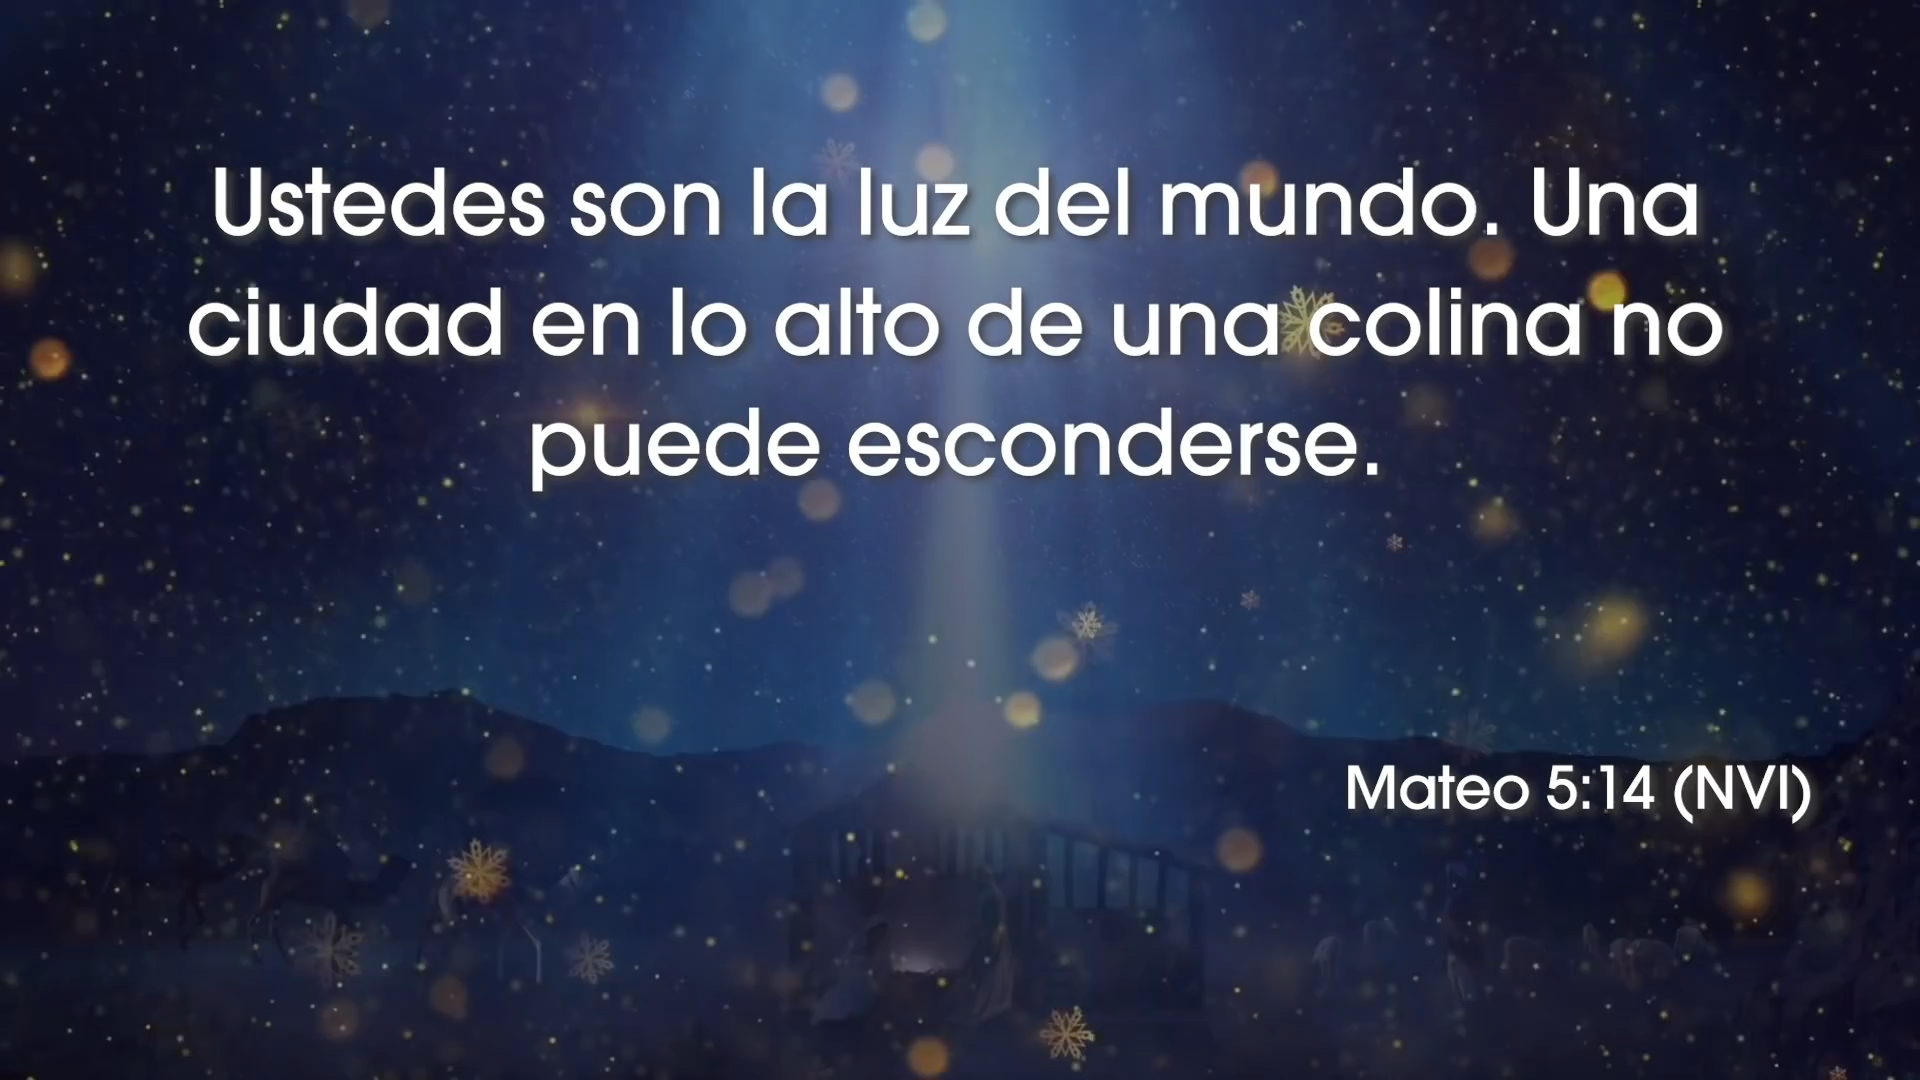 Ustedes son la luz del mundo. Una
ciudad en lo alto de una colina no
puede esconderse.
Mateo 5:14 (NVI)